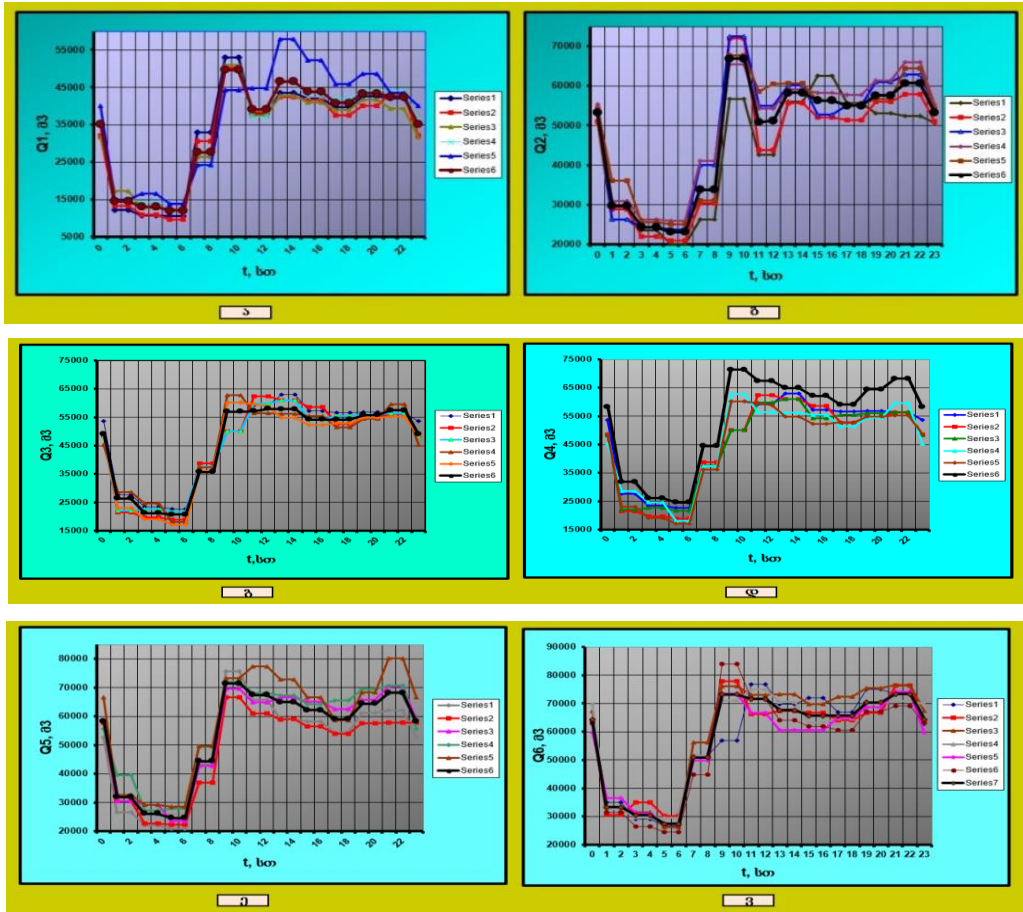 Q1, მ3
55000
45000
35000
25000
15000
5000
0 2 4 6 8 10 12 14 16 18 20 22
t, სთ
Series1
Series2
Series3
Series4
Series5
Series6
ა
Q2, მ3
70000
60000
50000
40000
30000
20000
0 1 2 3 4 5 6 7 8 9 10 11 12 13 14 15 16 17 18 19 20 21 22 23
t, სთ
Series1
Series2
Series3
Series4
Series5
Series6
ბ
Q3, მ3
75000
65000
55000
45000
35000
25000
15000
0 2 4 6 8 10 12 14 16 18 20 22
t,სთ
Series1
Series2
Series3
Series4
Series5
Series6
გ
Q4, მ3
75000
65000
55000
45000
35000
25000
15000
0 2 4 6 8 10 12 14 16 18 20 22
t, სთ
Series1
Series2
Series3
Series4
Series5
Series6
დ
Q5, მ3
80000
70000
60000
50000
40000
30000
20000
0 2 4 6 8 10 12 14 16 18 20 22
t, სთ
Series1
Series2
Series3
Series4
Series5
Series6
ე
Q6, მ3
90000
80000
70000
60000
50000
40000
30000
20000
0 1 2 3 4 5 6 7 8 9 10 11 12 13 14 15 16 17 18 19 20 21 22 23
t, სთ
Series1
Series2
Series3
Series4
Series5
Series6
Series7
ვ